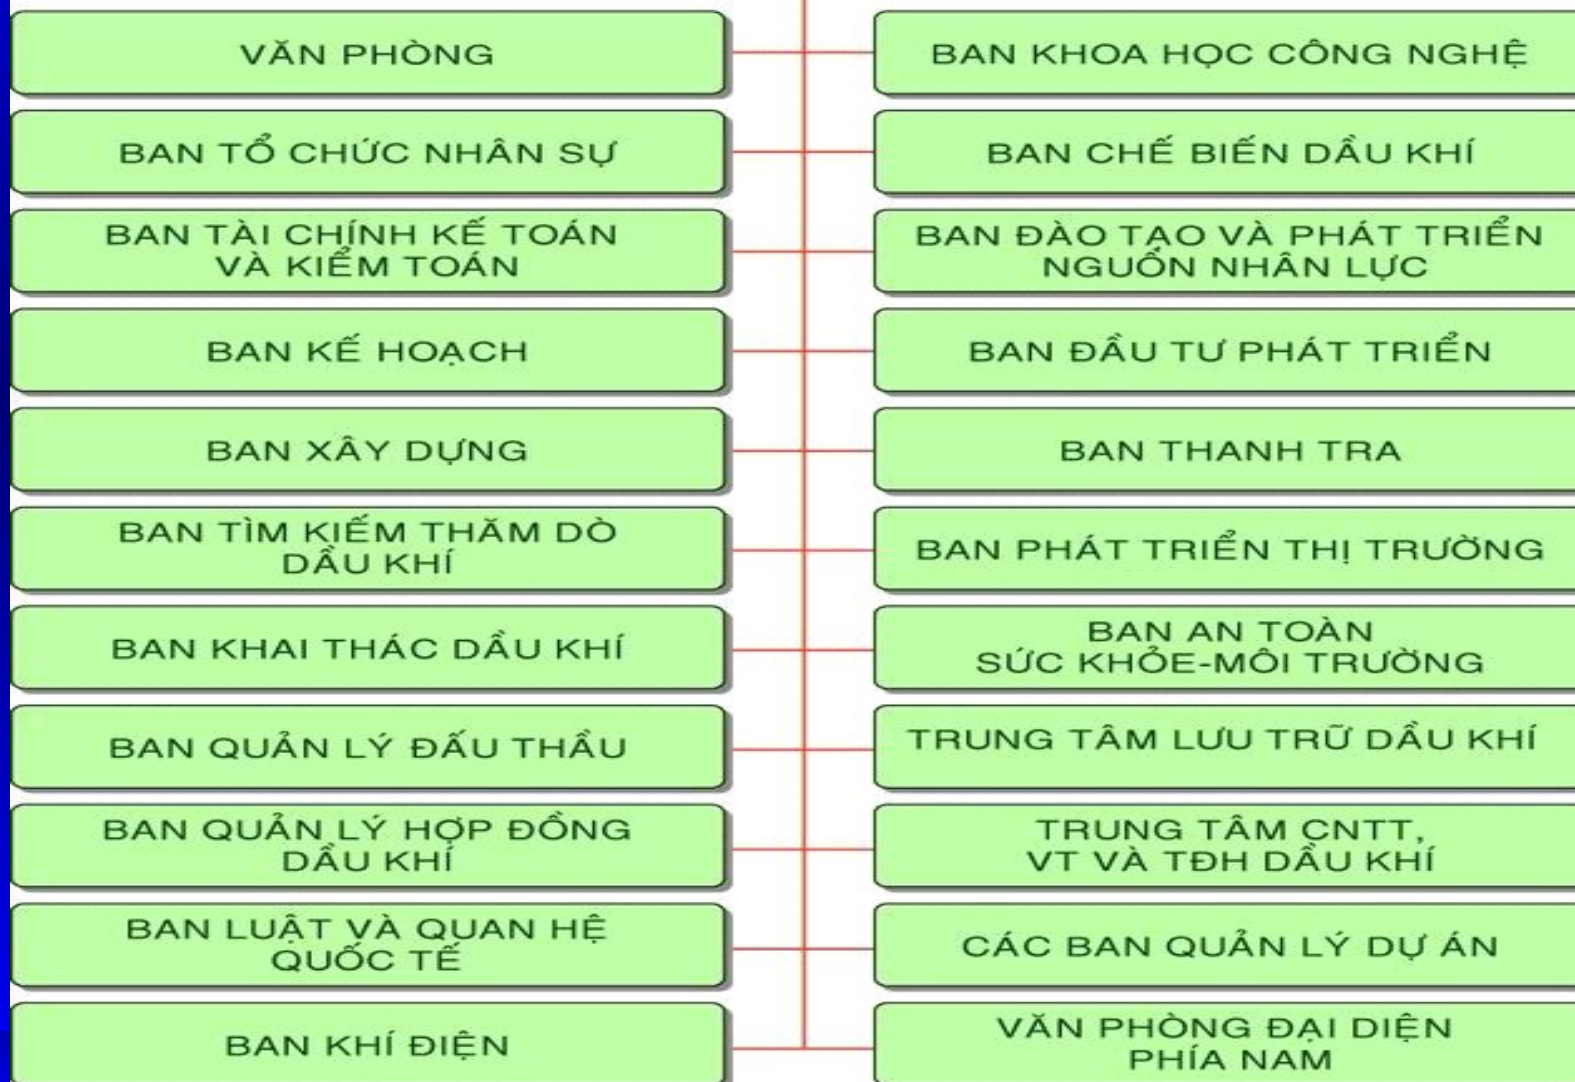 VĂN PHÒNG
BAN TỔ CHỨC NHÂN SỰ
BAN TÀI CHÍNH KẾ TOÁN
VÀ KIỂM TOÁN
BAN KẾ HOẠCH
BAN XÂY DỰNG
BAN TÌM KIẾM THĂM DÒ
DẦU KHÍ
BAN KHAI THÁC DẦU KHÍ
BAN QUẢN LÝ ĐẤU THẦU
BAN QUẢN LÝ HỢP ĐỒNG
DẦU KHÍ
BAN LUẬT VÀ QUAN HỆ
QUỐC TẾ
BAN KHÍ ĐIỆN
BAN KHOA HỌC CÔNG NGHỆ
BAN CHẾ BIẾN DẦU KHÍ
BAN ĐÀO TẠO VÀ PHÁT TRIỂN
NGUỒN NHÂN LỰC
BAN ĐẦU TƯ PHÁT TRIỂN
BAN THANH TRA
BAN PHÁT TRIỂN THỊ TRƯỜNG
BAN AN TOÀN
SỨC KHỎE-MÔI TRƯỜNG
TRUNG TÂM LƯU TRỮ DẦU KHÍ
TRUNG TÂM CNTT,
VT VÀ TĐH DẦU KHÍ
CÁC BAN QUẢN LÝ DỰ ÁN
VĂN PHÒNG ĐẠI DIỆN
PHÍA NAM